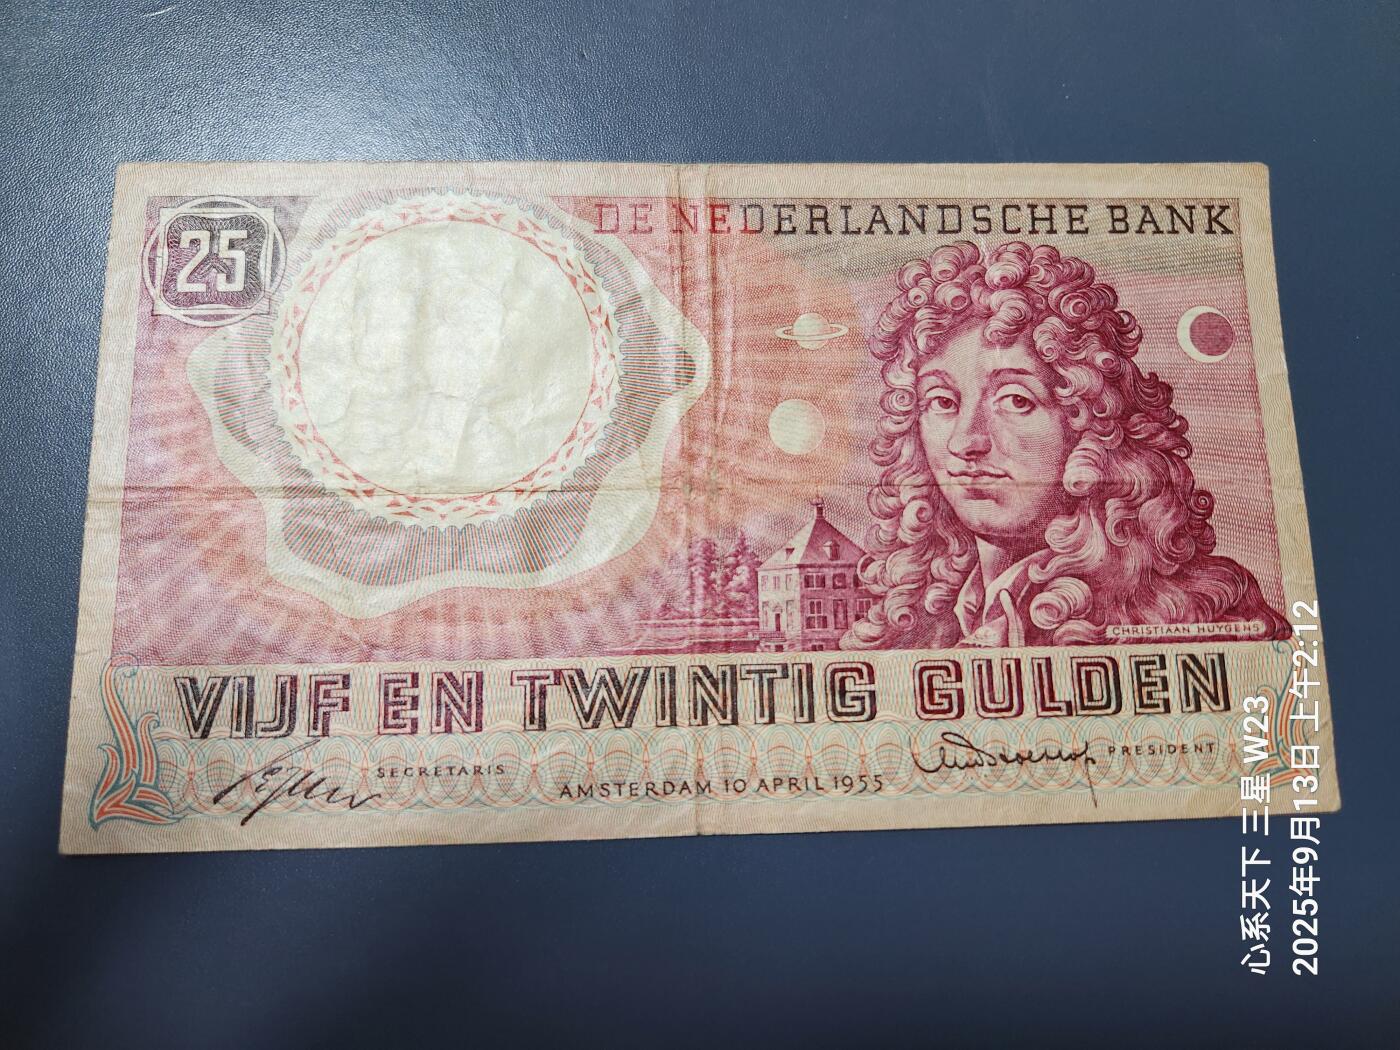 25
DE NEDERLANDSCHE BANK
CHRISTIAAN HUYGENS
VIJF EN TWINTIG GULDEN
SECRETARIS
AMSTERDAM 10 APRIL 1955
PRESIDENT
心系天下 三星 W23
2025年9月13日 上午2:12